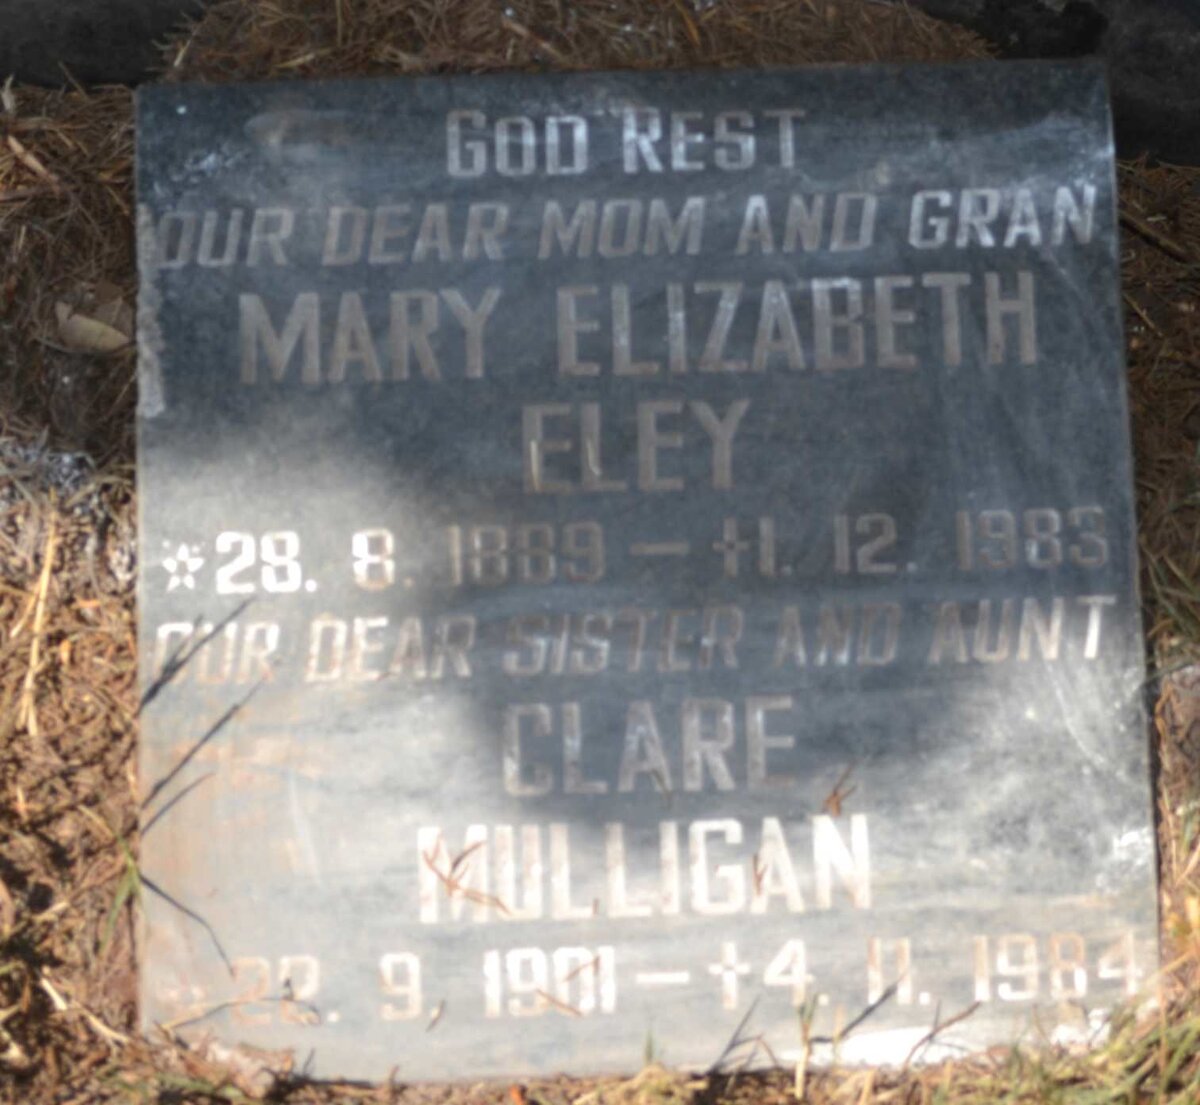 GOD REST
OUR DEAR MOM AND GRAN
MARY ELIZABETH
ELEY
*28. 8. 1889 – †1. 12. 1983
OUR DEAR SISTER AND AUNT
CLARE
MULLIGAN
22. 9. 1901 – †4. 11. 1984